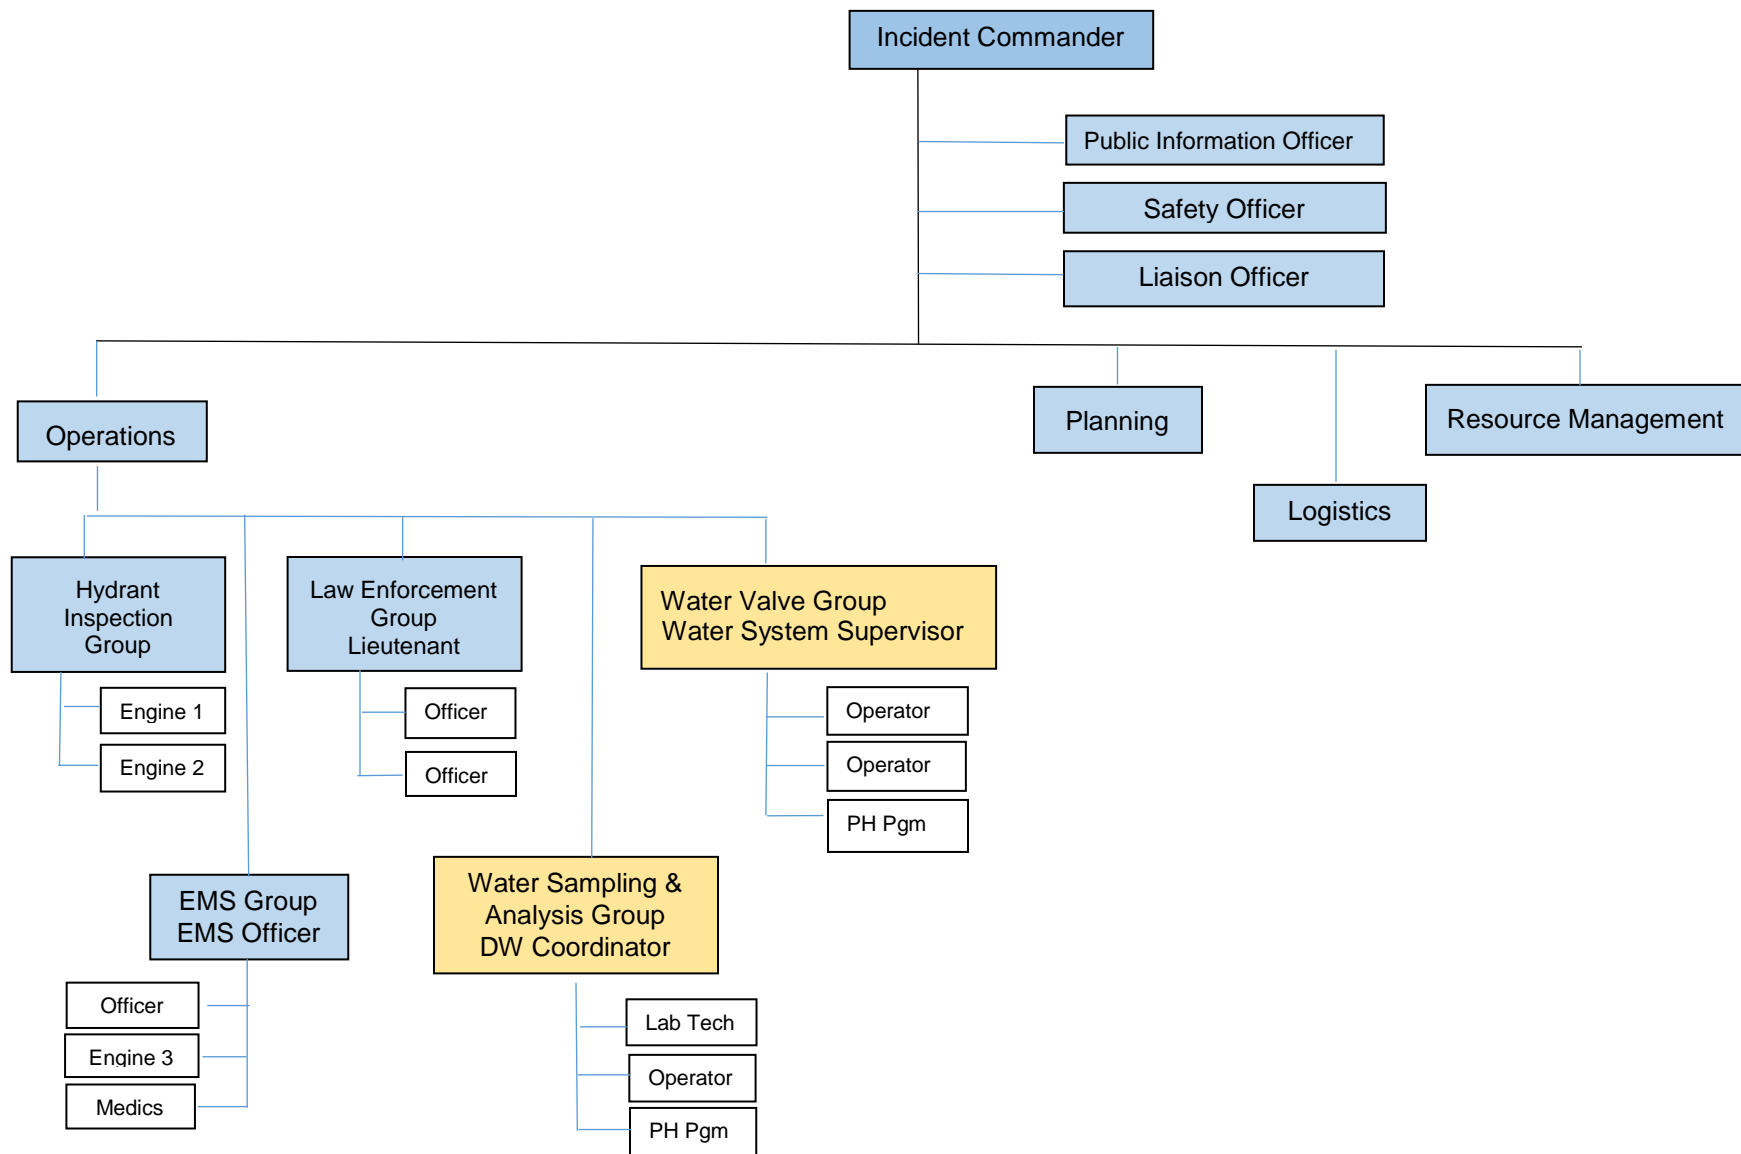 Incident Commander
Public Information Officer
Safety Officer
Liaison Officer
Operations
Planning
Resource Management
Logistics
Hydrant
Inspection
Group
Engine 1
Engine 2
Law Enforcement
Group
Lieutenant
Officer
Officer
Water Valve Group
Water System Supervisor
Operator
Operator
PH Pgm
EMS Group
EMS Officer
Officer
Engine 3
Medics
Water Sampling &
Analysis Group
DW Coordinator
Lab Tech
Operator
PH Pgm